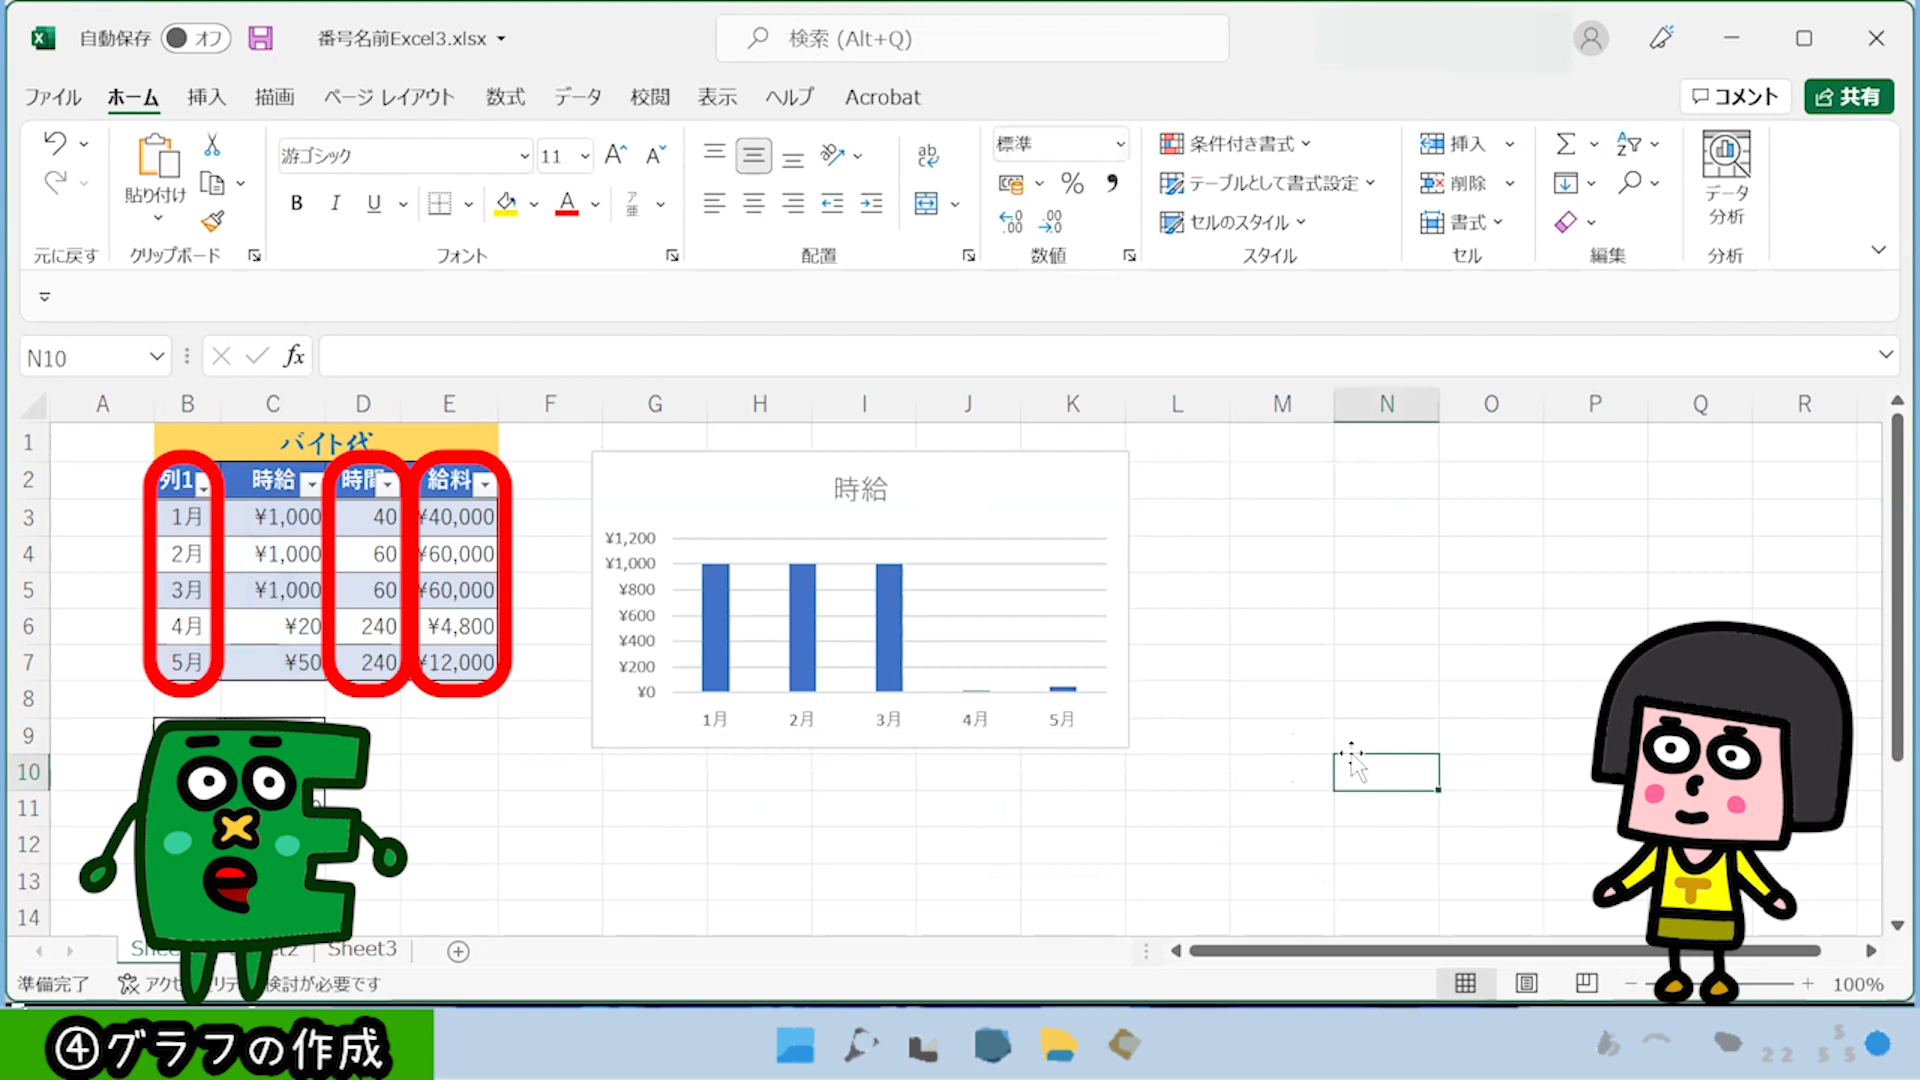 自動保存 オフ 番号名前Excel3.xlsx 検索 (Alt+Q)
ファイル ホーム 挿入 描画 ページ レイアウト 数式 データ 校閲 表示 ヘルプ Acrobat コメント 共有
貼り付け 游ゴシック 11 標準 条件付き書式 挿入 データ分析
B I U テーブルとして書式設定 削除
セルのスタイル 書式
元に戻す クリップボード フォント 配置 数値 スタイル セル 編集 分析
N10 fx
A B C D E F G H I J K L M N O P Q R
1 バイト代
2 列1 時給 時間 給料
3 1月 ¥1,000 40 ¥40,000
4 2月 ¥1,000 60 ¥60,000
5 3月 ¥1,000 60 ¥60,000
6 4月 ¥20 240 ¥4,800
7 5月 ¥50 240 ¥12,000
8
9
10
11
12
13
14
時給
¥1,200
¥1,000
¥800
¥600
¥400
¥200
¥0
1月 2月 3月 4月 5月
T
Sheet3
準備完了 検討が必要です 100%
④グラフの作成